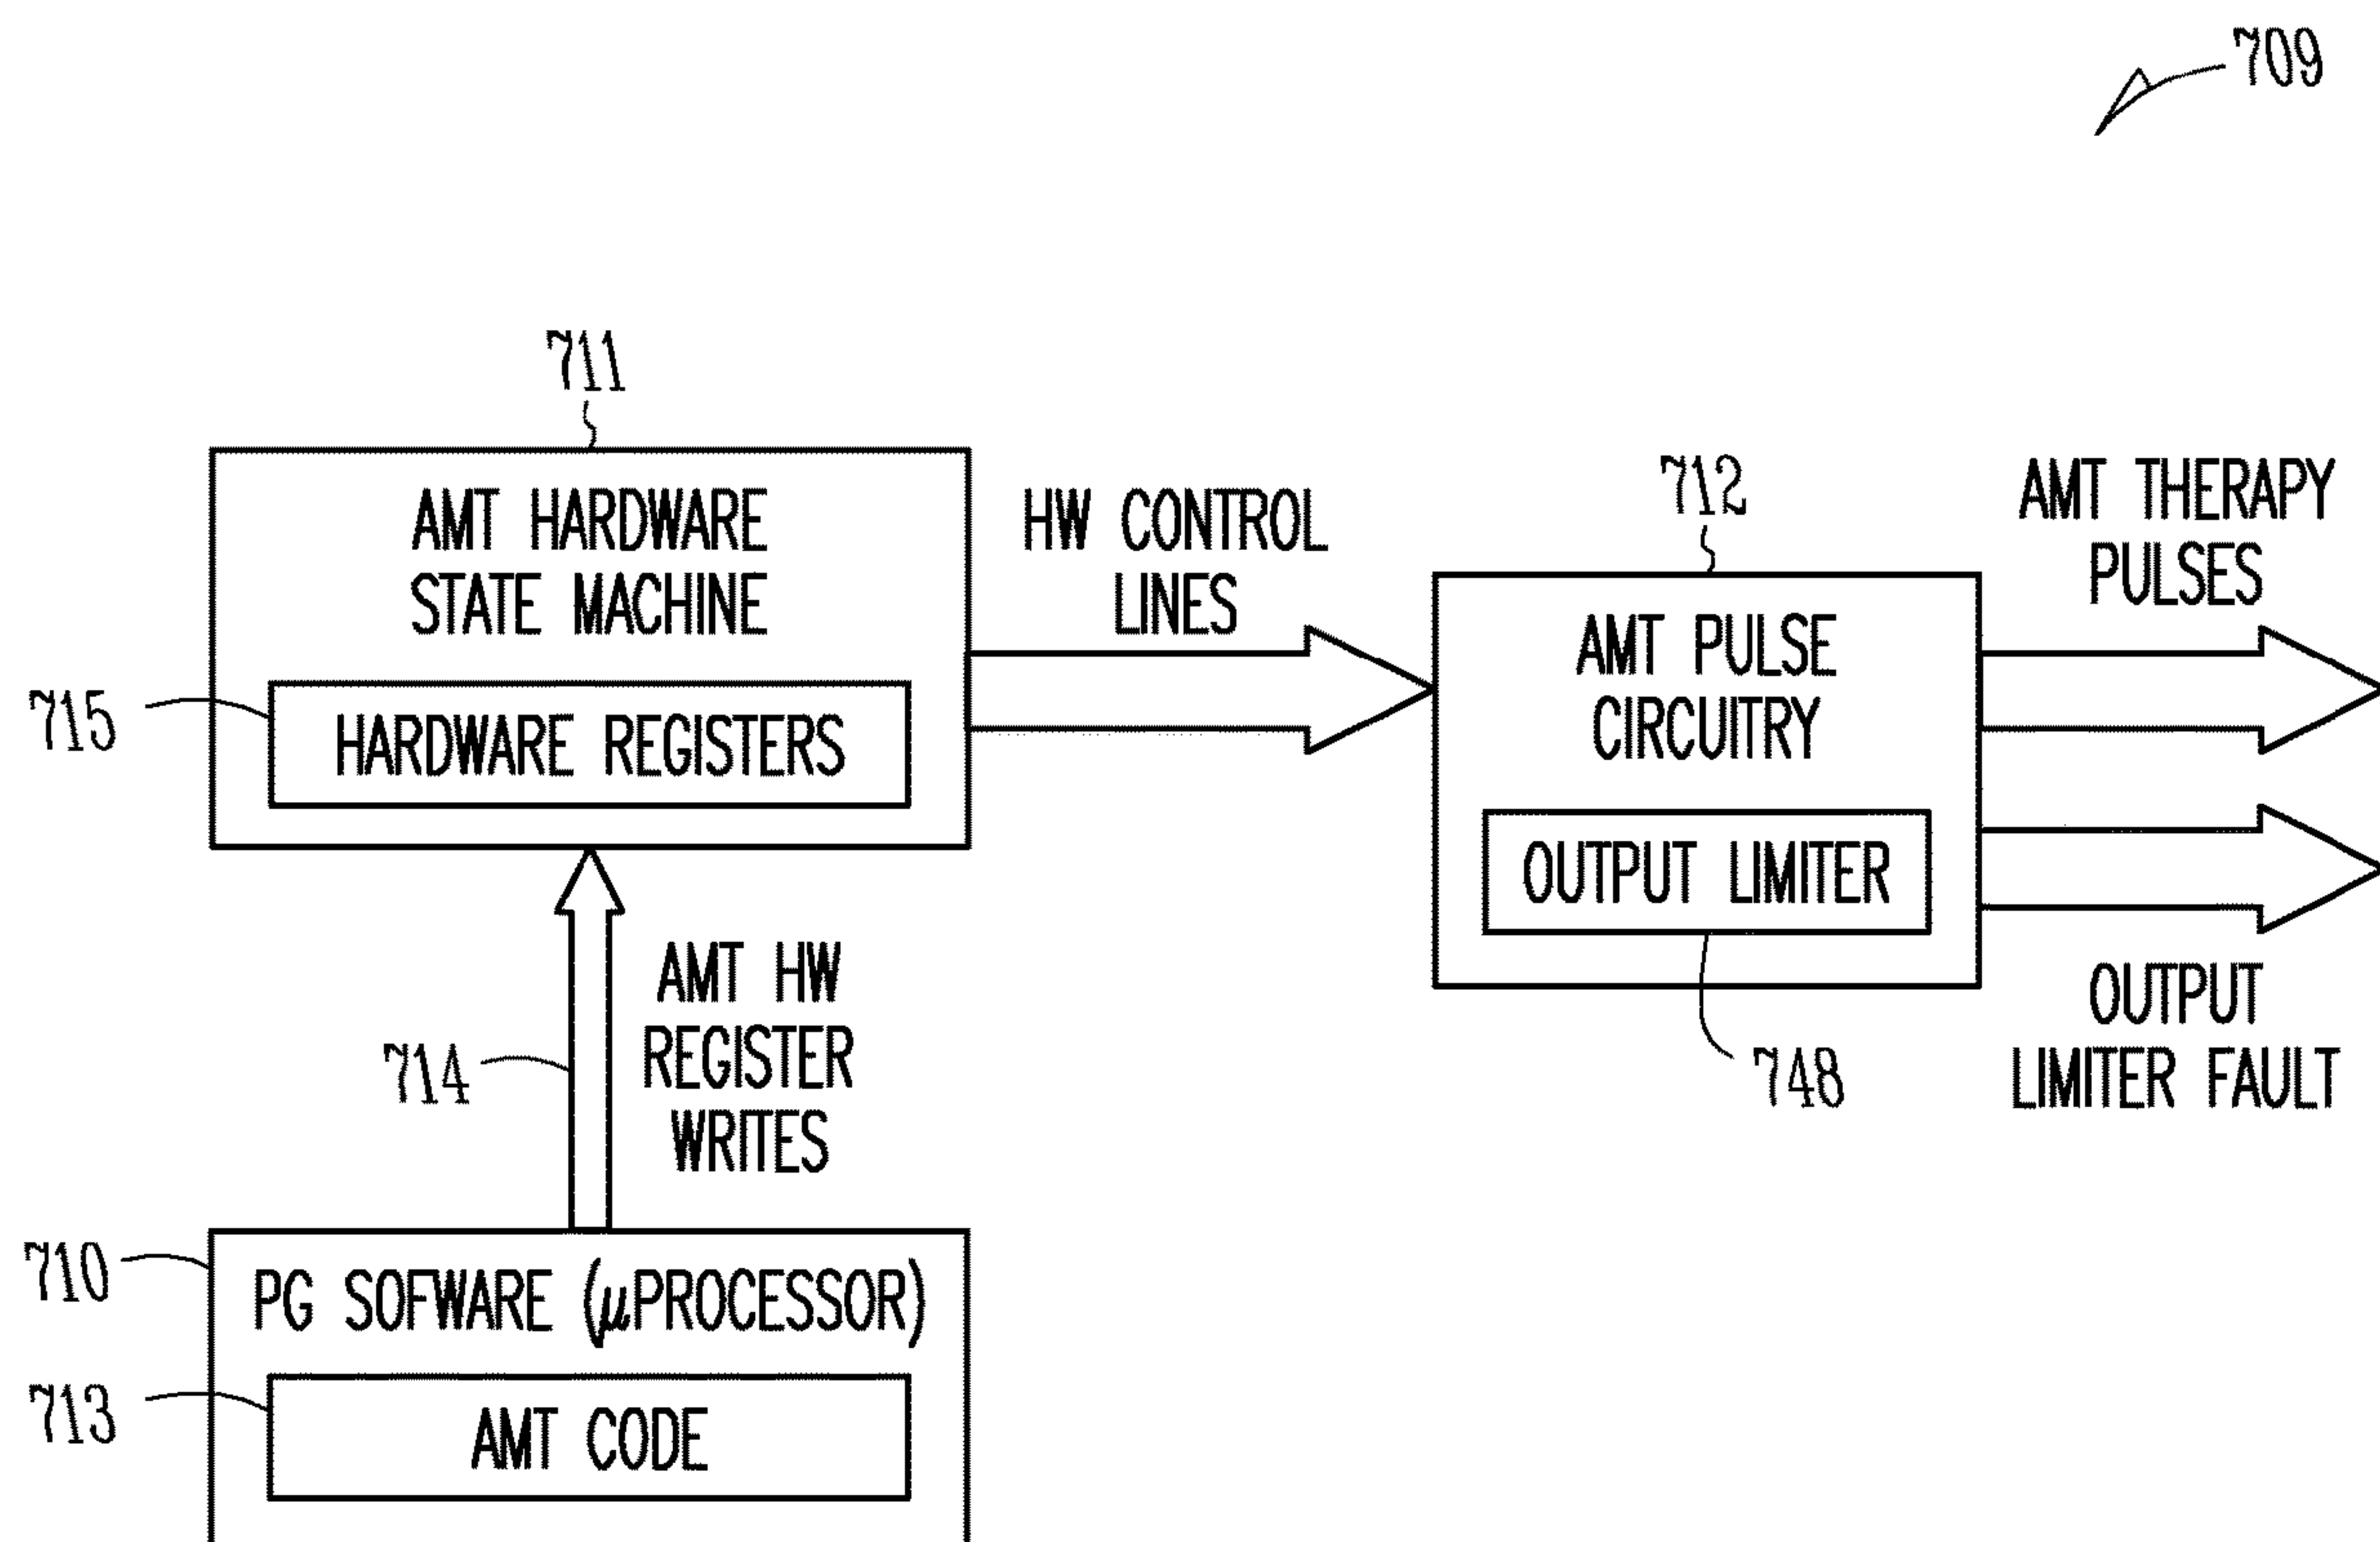 709
711
AMT HARDWARE
STATE MACHINE
715
HARDWARE REGISTERS
HW CONTROL
LINES
712
AMT PULSE
CIRCUITRY
OUTPUT LIMITER
748
AMT THERAPY
PULSES
OUTPUT
LIMITER FAULT
714
AMT HW
REGISTER
WRITES
710
PG SOFWARE (μPROCESSOR)
713
AMT CODE